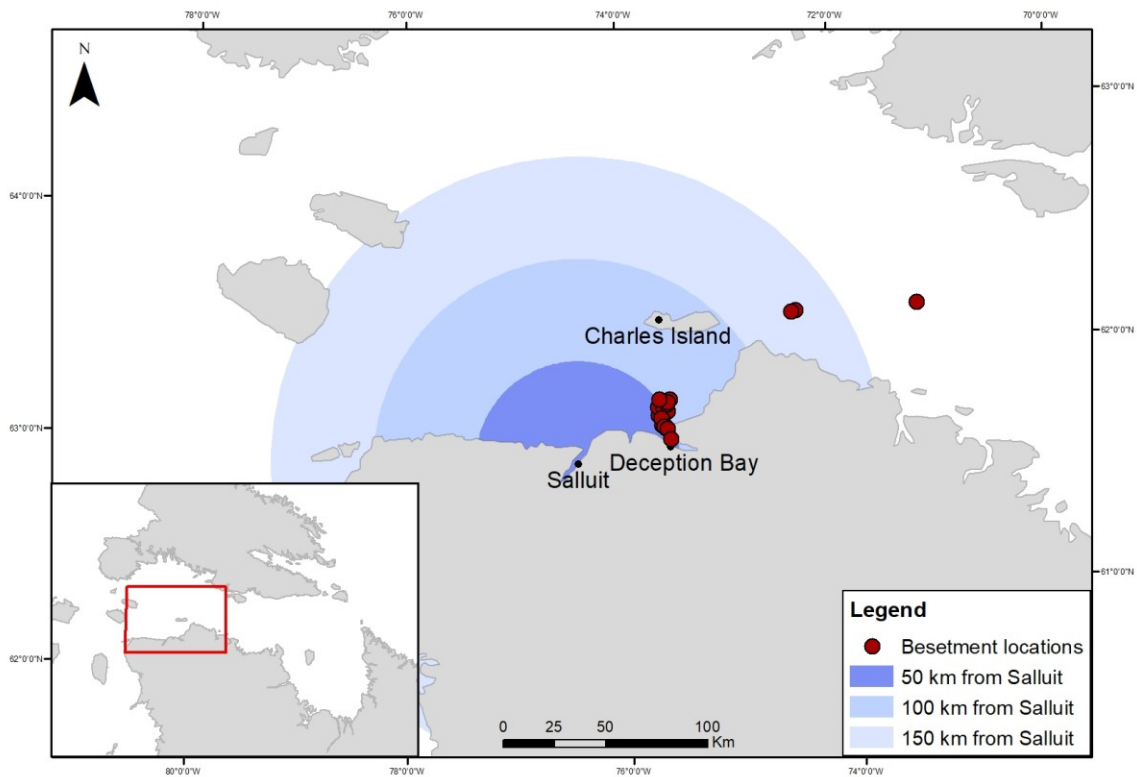 78°0'0"W 76°0'0"W 74°0'0"W 72°0'0"W 70°0'0"W
N
63°0'0"N
64°0'0"N
62°0'0"N
Charles Island
63°0'0"N
Deception Bay
Salluit
61°0'0"N
Legend
Besetment locations
62°0'0"N
50 km from Salluit
100 km from Salluit
150 km from Salluit
0 25 50 100
Km
80°0'0"W 78°0'0"W 76°0'0"W 74°0'0"W